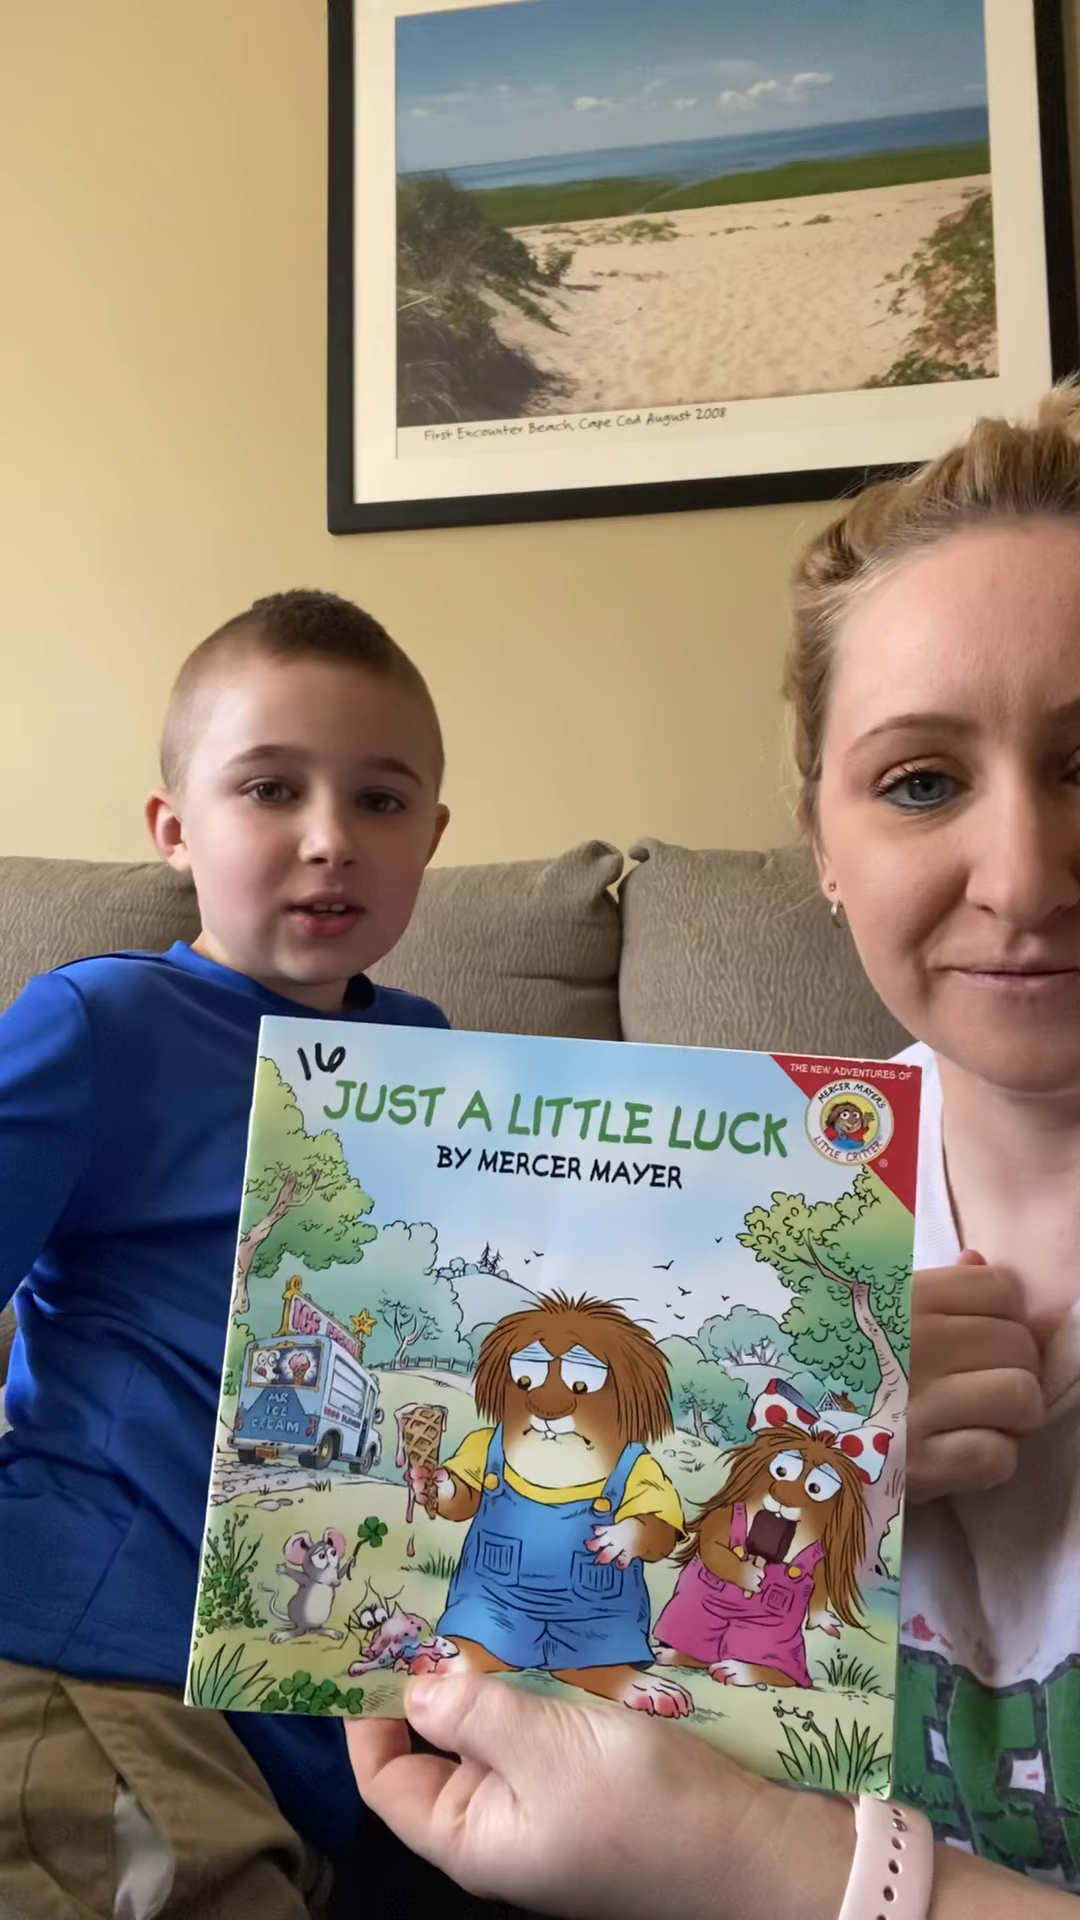 First Encounter Beach, Cape Cod August 2008
16
THE NEW ADVENTURES OF
MERCER MAYER'S
LITTLE CRITTER®
JUST A LITTLE LUCK
BY MERCER MAYER
ICE
MR
ICE
CREAM